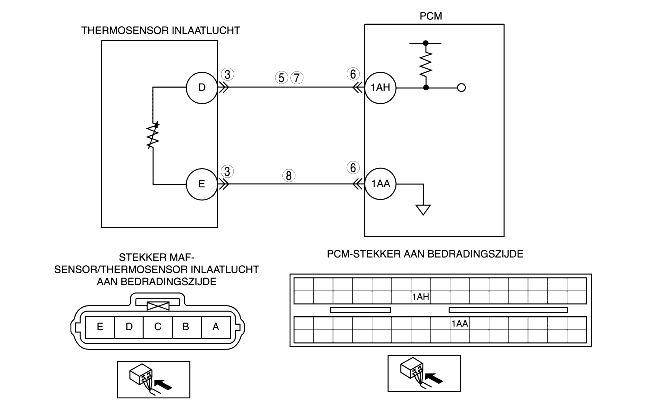 THERMOSENSOR INLAATLUCHT
PCM
D
3
5 7
6
1AH
E
3
8
6
1AA
STEKKER MAF-
SENSOR/THERMOSENSOR INLAATLUCHT
AAN BEDRADINGSZIJDE
E D C B A
PCM-STEKKER AAN BEDRADINGSZIJDE
1AH
1AA